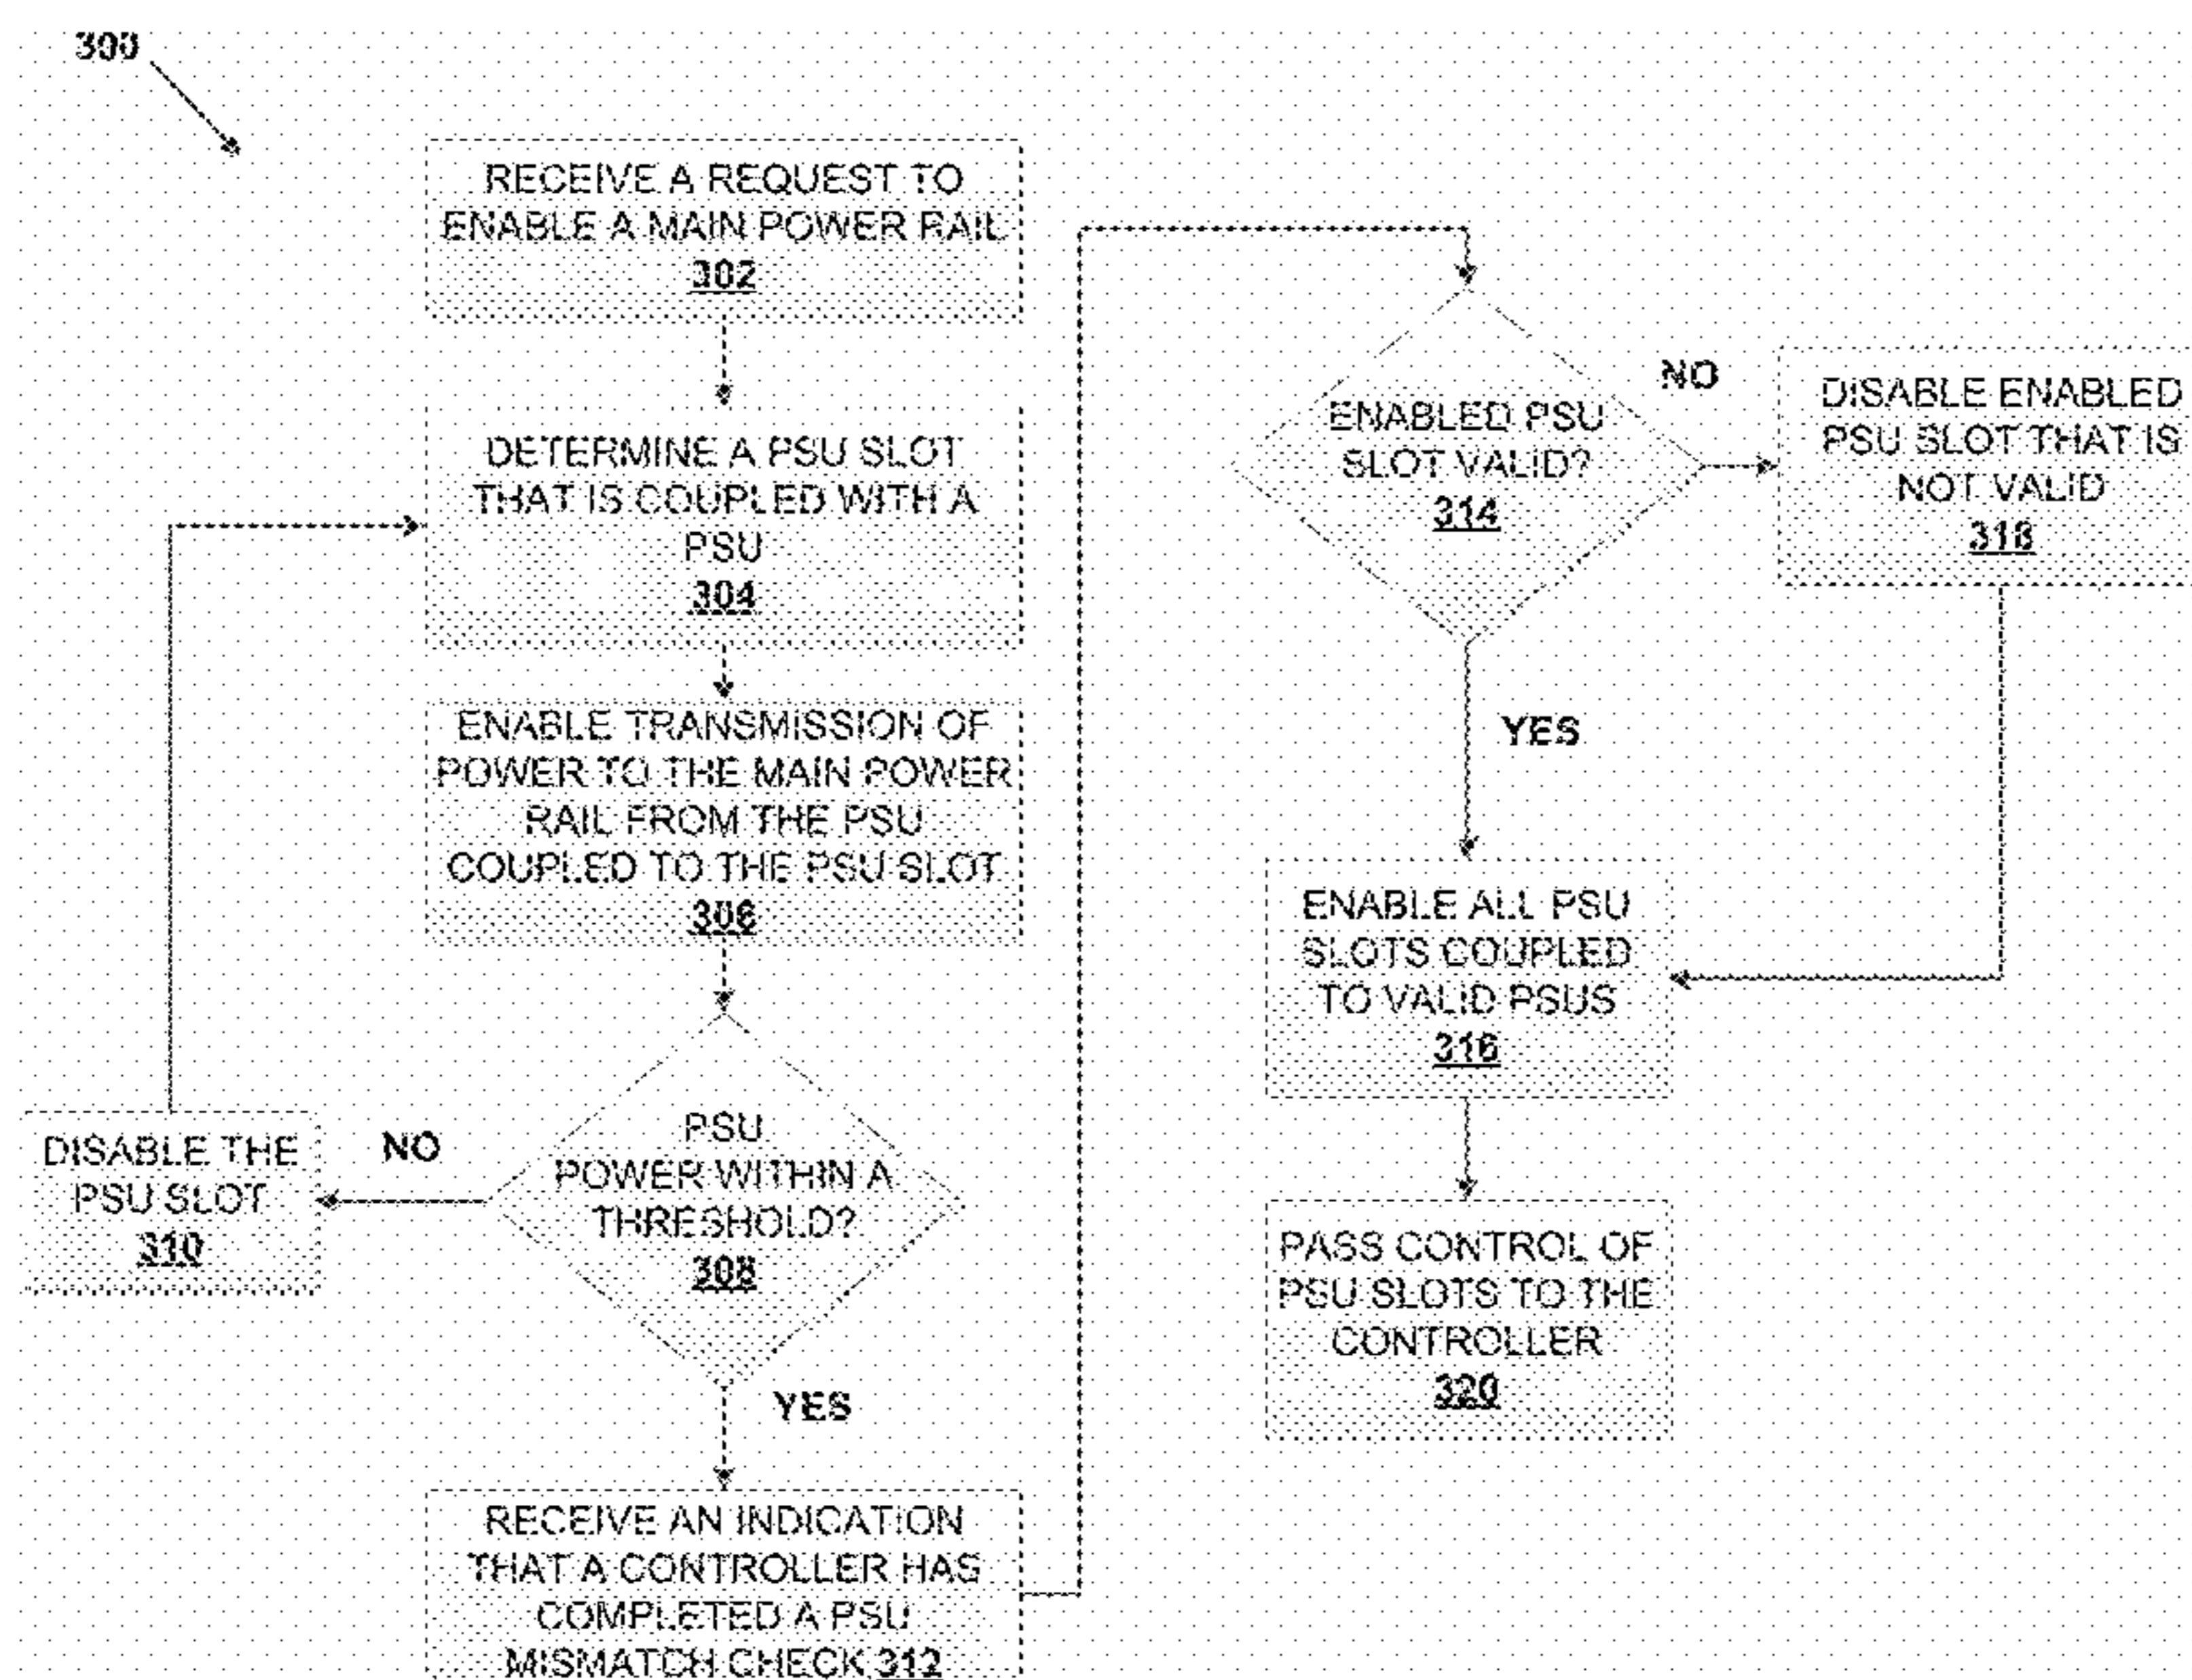 300
RECEIVE A REQUEST TO
ENABLE A MAIN POWER RAIL
302
DETERMINE A PSU SLOT
THAT IS COUPLED WITH A
PSU
304
ENABLE TRANSMISSION OF
POWER TO THE MAIN POWER
RAIL FROM THE PSU
COUPLED TO THE PSU SLOT
306
PSU
POWER WITHIN A
THRESHOLD?
308
NO
DISABLE THE
PSU SLOT
310
YES
RECEIVE AN INDICATION
THAT A CONTROLLER HAS
COMPLETED A PSU
MISMATCH CHECK 312
ENABLED PSU
SLOT VALID?
314
NO
DISABLE ENABLED
PSU SLOT THAT IS
NOT VALID
318
YES
ENABLE ALL PSU
SLOTS COUPLED
TO VALID PSUS
316
PASS CONTROL OF
PSU SLOTS TO THE
CONTROLLER
320